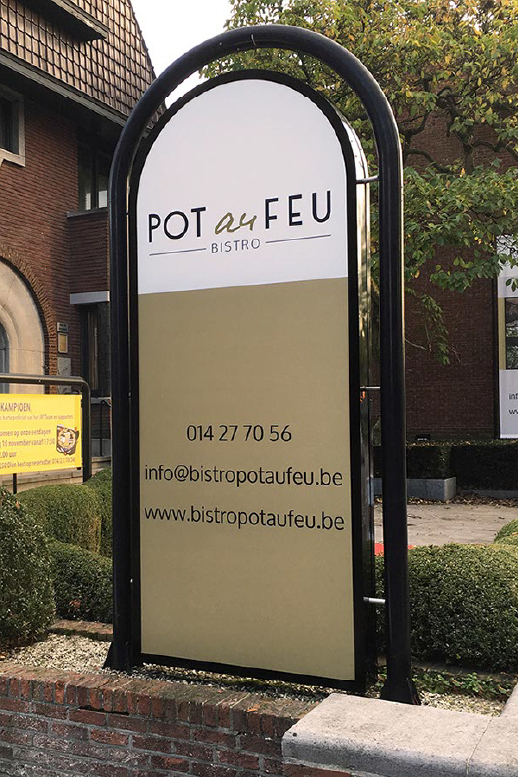 POT au FEU
BISTRO
014 27 70 56
info@bistropotaufeu.be
www.bistropotaufeu.be
KAMPIOEN